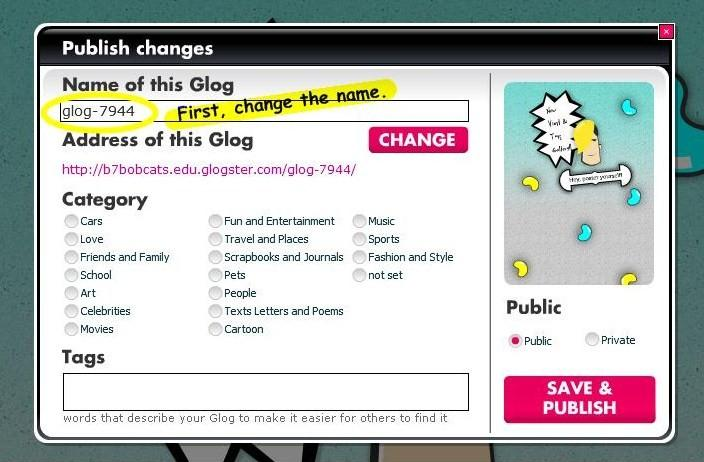 Publish changes
x
Name of this Glog
glog-7944
First, change the name.
Address of this Glog
CHANGE
http://b7bobcats.edu.glogster.com/glog-7944/
Category
Cars
Fun and Entertainment
Music
Love
Travel and Places
Sports
Friends and Family
Scrapbooks and Journals
Fashion and Style
School
Pets
not set
Art
People
Celebrities
Texts Letters and Poems
Movies
Cartoon
Tags
words that describe your Glog to make it easier for others to find it
Hey, poster yourself!
Public
Public
Private
SAVE &
PUBLISH